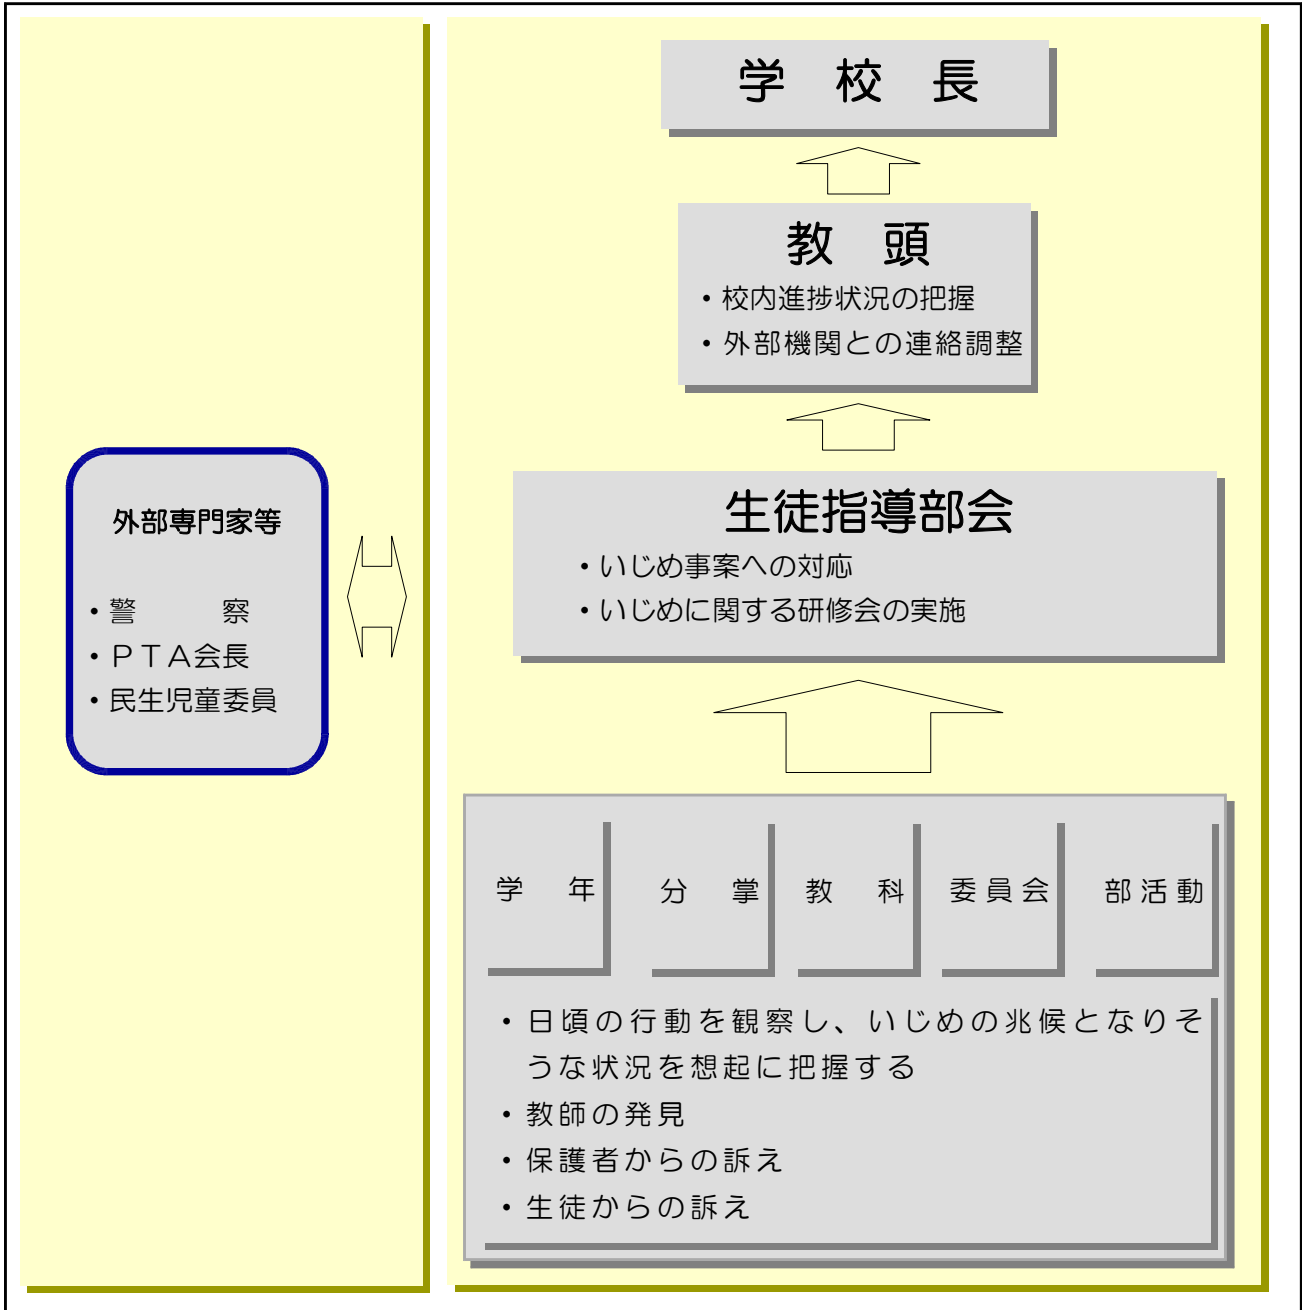 学　校　長
教　頭
・校内進捗状況の把握
・外部機関との連絡調整
生徒指導部会
・いじめ事案への対応
・いじめに関する研修会の実施
外部専門家等
・警　　　察
・ＰＴＡ会長
・民生児童委員
学　年　分　掌　教　科　委員会　部活動
・日頃の行動を観察し、いじめの兆候となりそ
うな状況を想起に把握する
・教師の発見
・保護者からの訴え
・生徒からの訴え